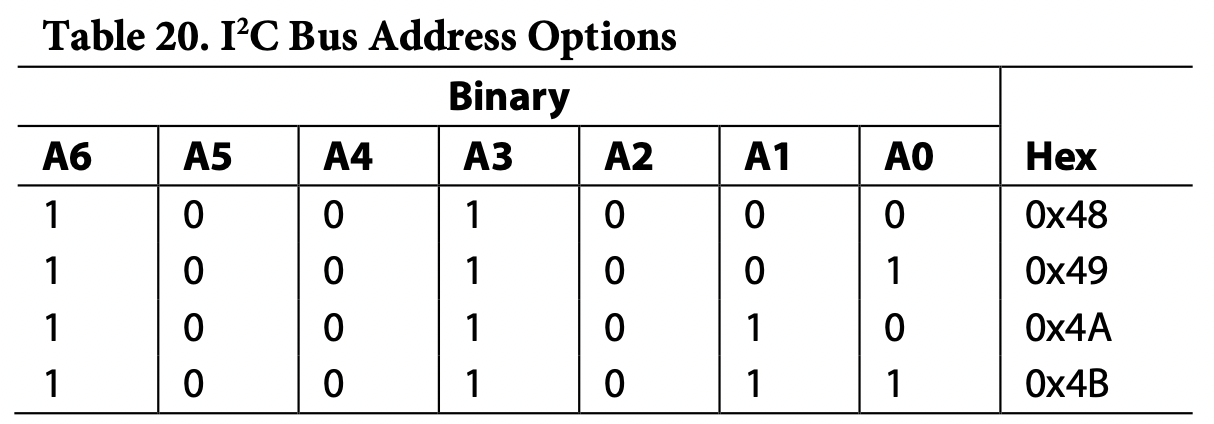 Table 20. I²C Bus Address Options
Binary
A6 A5 A4 A3 A2 A1 A0 Hex
1 0 0 1 0 0 0 0x48
1 0 0 1 0 0 1 0x49
1 0 0 1 0 1 0 0x4A
1 0 0 1 0 1 1 0x4B